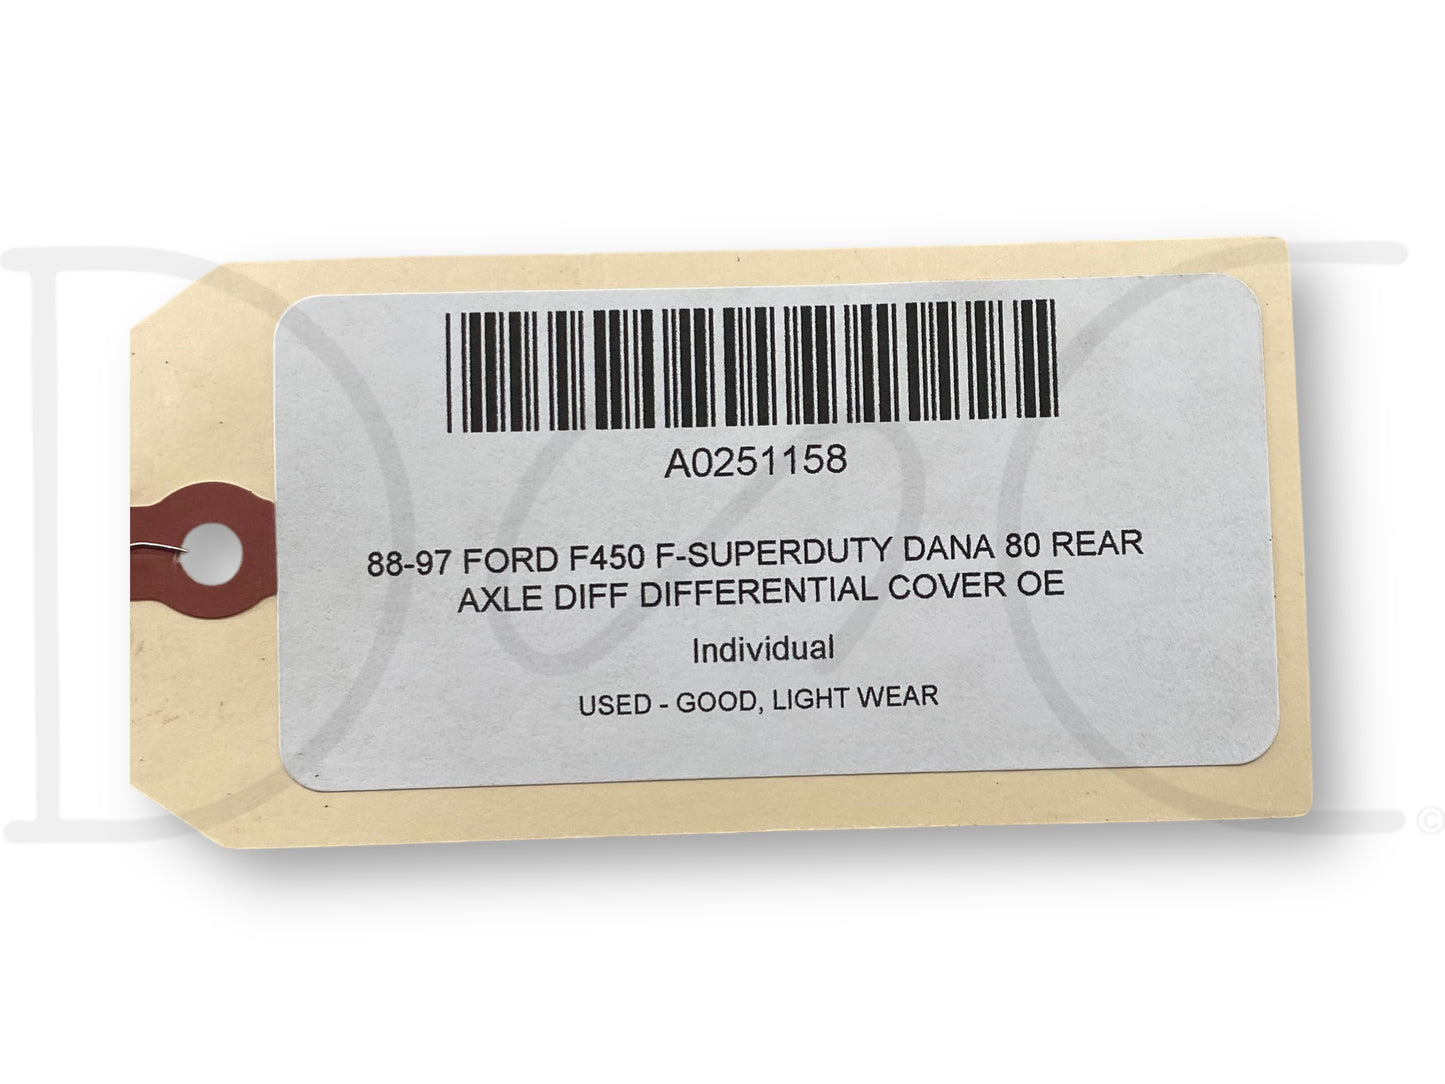 A0251158
88-97 FORD F450 F-SUPERDUTY DANA 80 REAR
AXLE DIFF DIFFERENTIAL COVER OE
Individual
USED - GOOD, LIGHT WEAR
D C ©